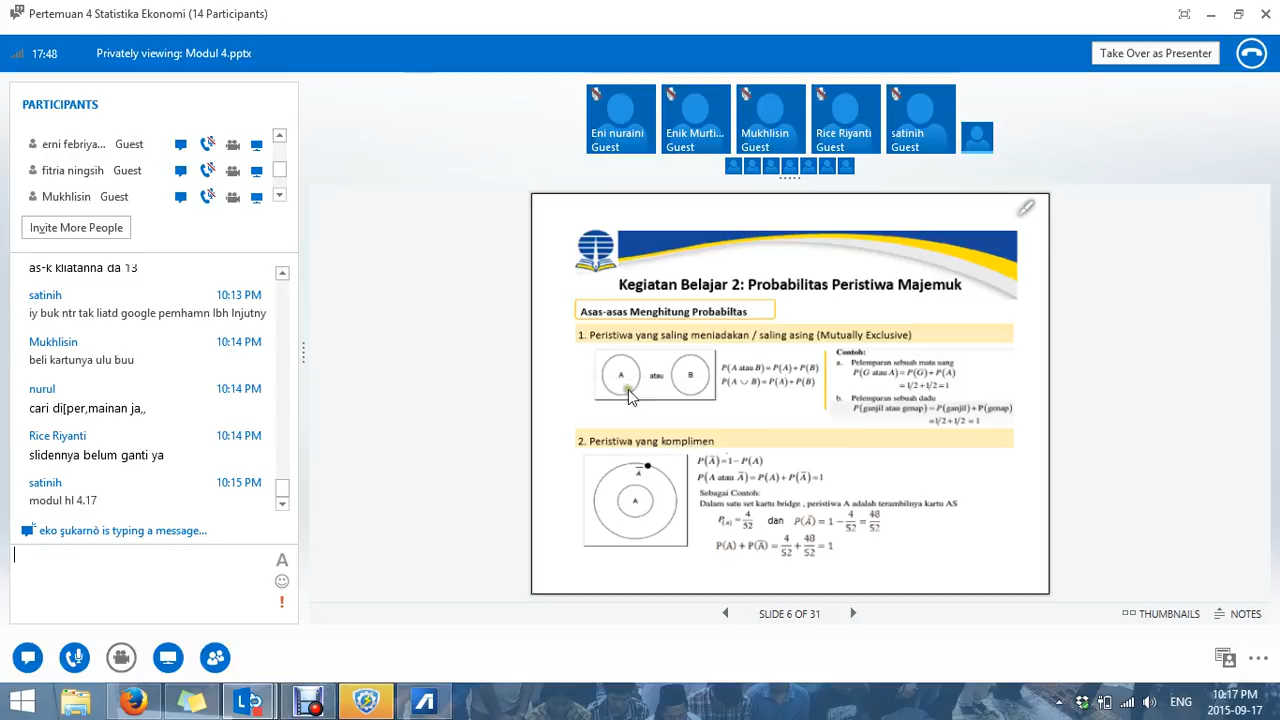 Pertemuan 4 Statistika Ekonomi (14 Participants)
17:48
Privately viewing: Modul 4.pptx
Take Over as Presenter
PARTICIPANTS
erni febriya... Guest
fitria ningsih Guest
Mukhlisin Guest
Invite More People
as-k kliatanna da 13
satinih 10:13 PM
iy buk ntr tak liatd google pemhamn lbh lnjutny
Mukhlisin 10:14 PM
beli kartunya ulu buu
nurul 10:14 PM
cari di[per,mainan ja,,
Rice Riyanti 10:14 PM
slidennya belum ganti ya
satinih 10:15 PM
modul hl 4.17
eko şukarnò is typing a message...
A
!
Eni nuraini
Guest
Enik Murti...
Guest
Mukhlisin
Guest
Rice Riyanti
Guest
satinih
Guest
Kegiatan Belajar 2: Probabilitas Peristiwa Majemuk
Asas-asas Menghitung Probabiltas
1. Peristiwa yang saling meniadakan / saling asing (Mutually Exclusive)
A atau B
P(A atau B)=P(A)+P(B)
P(A ∪ B)=P(A)+P(B)
Contoh:
a. Pelemparan sebuah mata uang
P(G atau A)=P(G)+P(A)
=1/2+1/2=1
b. Pelemparan sebuah dadu
P(ganjil atau genap)=P(ganjil)+P(genap)
=1/2+1/2 = 1
2. Peristiwa yang komplimen
A̅
A
P(A̅)=1−P(A)
P(A atau A̅)=P(A)+P(A̅)=1
Sebagai Contoh:
Dalam satu set kartu bridge , peristiwa A adalah terambilnya kartu AS
P(A) = 4/52 dan P(A̅) = 1 − 4/52 = 48/52
P(A) + P(A̅) = 4/52 + 48/52 = 1
SLIDE 6 OF 31
THUMBNAILS
NOTES
ENG
10:17 PM
2015-09-17